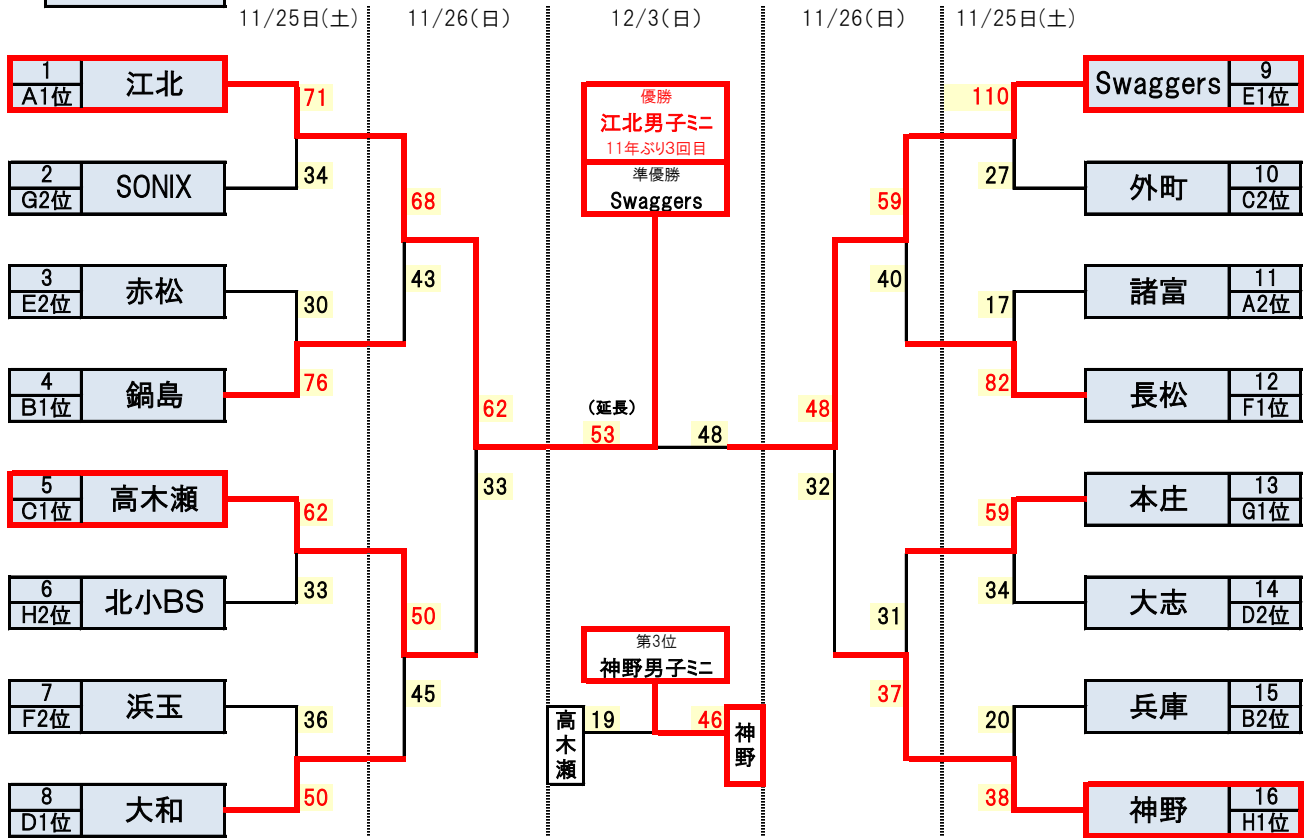 11/25日(土)
11/26(日)
12/3(日)
11/26(日)
11/25日(土)
1
A1位
江北
71
2
G2位
SONIX
34
68
3
E2位
赤松
30
43
4
B1位
鍋島
76
62
5
C1位
高木瀬
62
33
6
H2位
北小BS
33
50
7
F2位
浜玉
36
45
8
D1位
大和
50
優勝
江北男子ミニ
11年ぶり3回目
準優勝
Swaggers
(延長)
53
48
第3位
神野男子ミニ
高木瀬
19
46
神野
110
Swaggers
9
E1位
59
27
外町
10
C2位
40
17
諸富
11
A2位
48
82
長松
12
F1位
32
59
本庄
13
G1位
31
34
大志
14
D2位
37
20
兵庫
15
B2位
38
神野
16
H1位